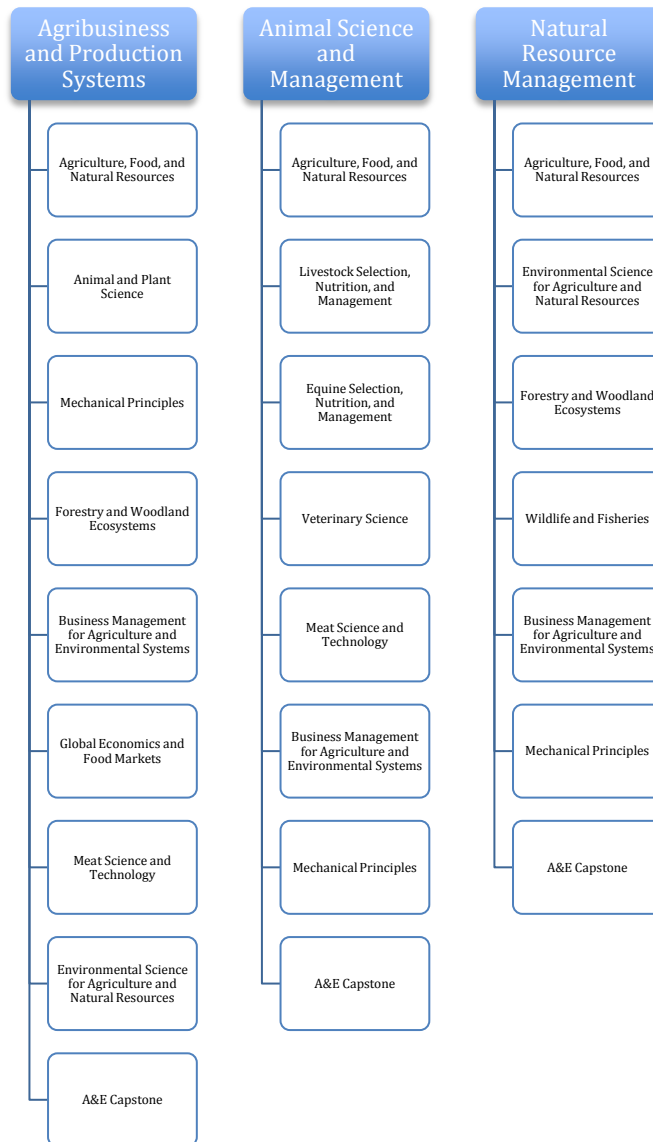 Agribusiness
and Production
Systems
Agriculture, Food, and
Natural Resources
Animal and Plant
Science
Mechanical Principles
Forestry and Woodland
Ecosystems
Business Management
for Agriculture and
Environmental Systems
Global Economics and
Food Markets
Meat Science and
Technology
Environmental Science
for Agriculture and
Natural Resources
A&E Capstone
Animal Science
and
Management
Agriculture, Food, and
Natural Resources
Livestock Selection,
Nutrition, and
Management
Equine Selection,
Nutrition, and
Management
Veterinary Science
Meat Science and
Technology
Business Management
for Agriculture and
Environmental Systems
Mechanical Principles
A&E Capstone
Natural
Resource
Management
Agriculture, Food, and
Natural Resources
Environmental Science
for Agriculture and
Natural Resources
Forestry and Woodland
Ecosystems
Wildlife and Fisheries
Business Management
for Agriculture and
Environmental Systems
Mechanical Principles
A&E Capstone